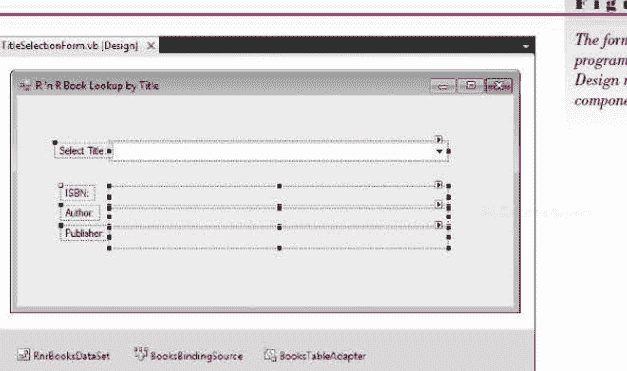 Figu
TitleSelectionForm.vb [Design] ×
The form
program
Design m
compone
R 'n R Book Lookup by Title
Select Title
ISBN:
Author:
Publisher
RnrBooksDataSet BooksBindingSource BooksTableAdapter